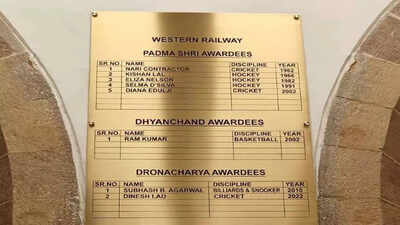 WESTERN RAILWAY
PADMA SHRI AWARDEES
SR.NO. NAME DISCIPLINE YEAR
1 NARI CONTRACTOR CRICKET 1962
2 KISHAN LAL HOCKEY 1966
3 ELIZA NELSON HOCKEY 1982
4 SELMA D'SILVA HOCKEY 1991
5 DIANA EDULJI CRICKET 2002
DHYANCHAND AWARDEES
SR.NO. NAME DISCIPLINE YEAR
1 RAM KUMAR BASKETBALL 2002
DRONACHARYA AWARDEES
SR.NO. NAME DISCIPLINE YEAR
1 SUBHASH B. AGARWAL BILLIARDS & SNOOKER 2010
2 DINESH LAD CRICKET 2022